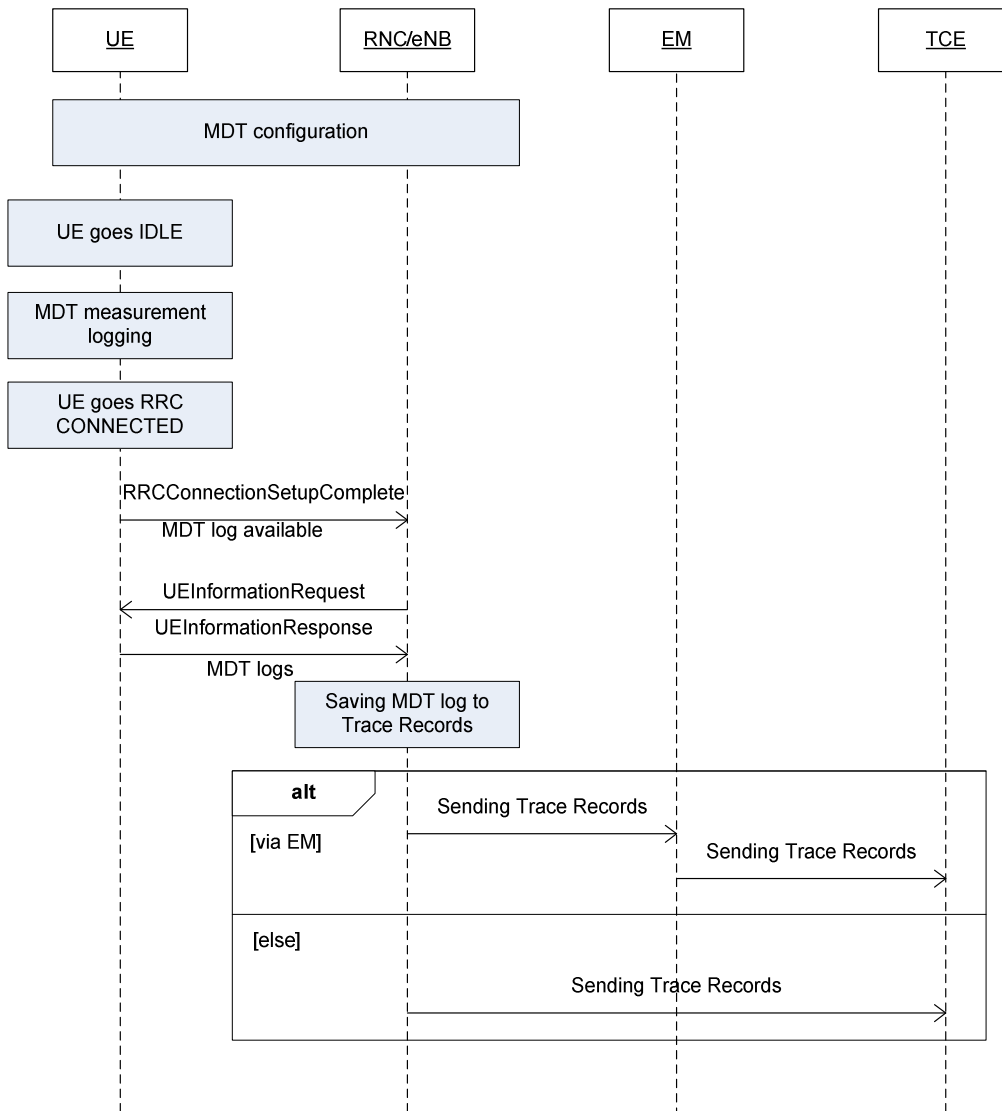 UE
RNC/eNB
EM
TCE
MDT configuration
UE goes IDLE
MDT measurement
logging
UE goes RRC
CONNECTED
RRCConnectionSetupComplete
MDT log available
UEInformationRequest
UEInformationResponse
MDT logs
Saving MDT log to
Trace Records
alt
Sending Trace Records
[via EM]
Sending Trace Records
[else]
Sending Trace Records